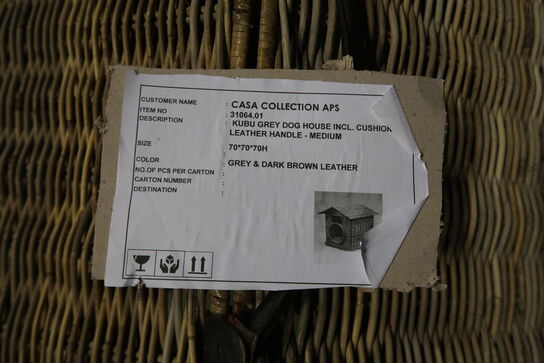 CUSTOMER NAME : CASA COLLECTION APS
ITEM NO : 31064.01
DESCRIPTION : KUBU GREY DOG HOUSE INCL. CUSHION
LEATHER HANDLE - MEDIUM
SIZE : 70*70*70H
COLOR : GREY & DARK BROWN LEATHER
NO.OF PCS PER CARTON :
CARTON NUMBER :
DESTINATION :